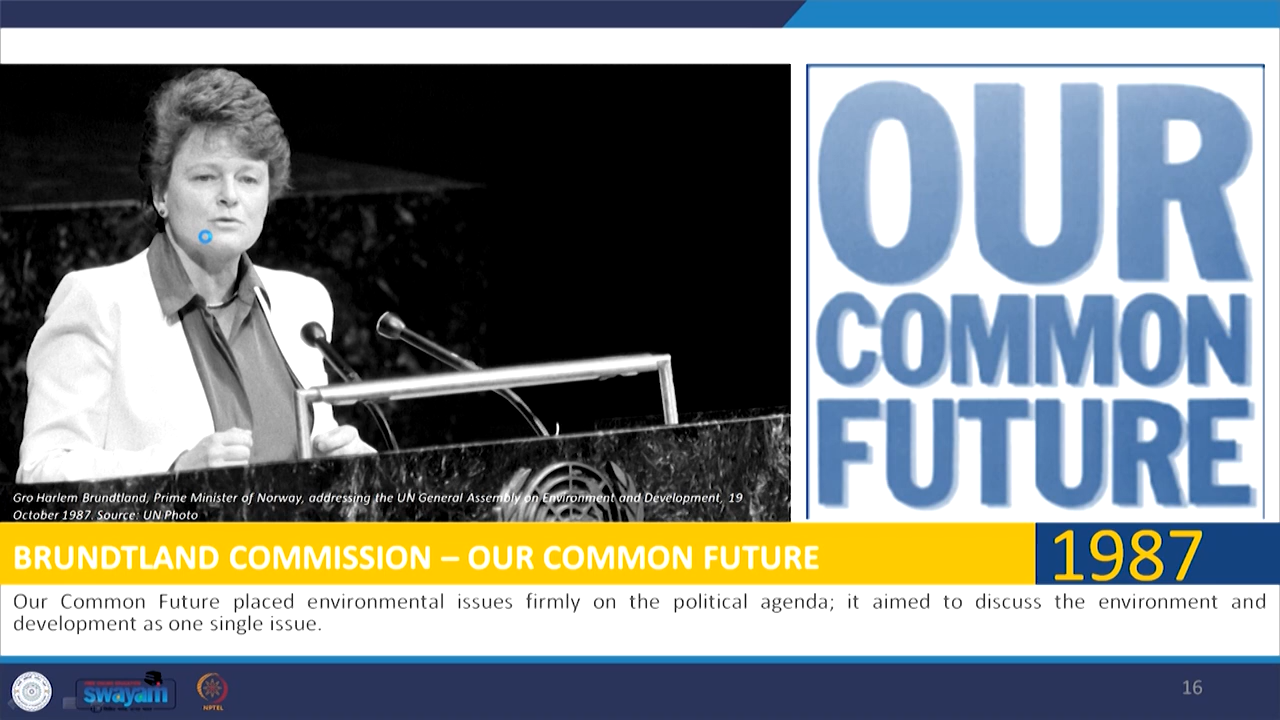 OUR
COMMON
FUTURE
Gro Harlem Brundtland, Prime Minister of Norway, addressing the UN General Assembly on Environment and Development, 19
October 1987. Source: UN Photo
BRUNDTLAND COMMISSION – OUR COMMON FUTURE
1987
Our Common Future placed environmental issues firmly on the political agenda; it aimed to discuss the environment and
development as one single issue.
swayam
NPTEL
16